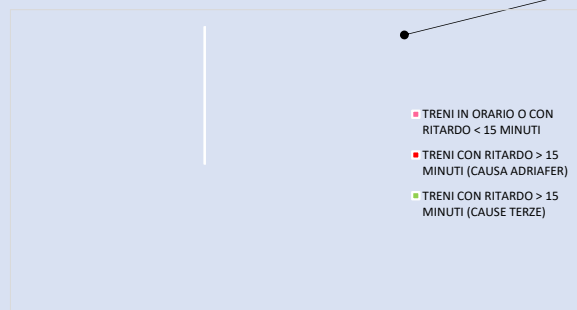 TRENI IN ORARIO O CON
RITARDO < 15 MINUTI
TRENI CON RITARDO > 15
MINUTI (CAUSA ADRIAFER)
TRENI CON RITARDO > 15
MINUTI (CAUSE TERZE)